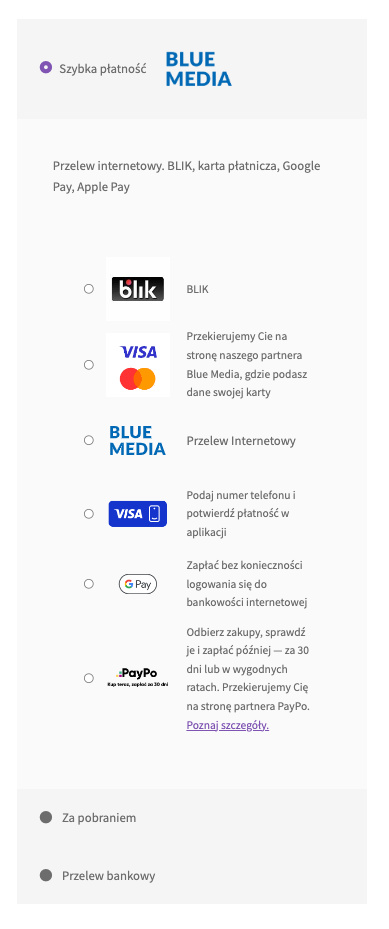 Szybka płatność
BLUE
MEDIA
Przelew internetowy. BLIK, karta płatnicza, Google
Pay, Apple Pay
blik
BLIK
VISA
Przekierujemy Cie na
stronę naszego partnera
Blue Media, gdzie podasz
dane swojej karty
BLUE
MEDIA
Przelew Internetowy
VISA
Podaj numer telefonu i
potwierdź płatność w
aplikacji
G Pay
Zapłać bez konieczności
logowania się do
bankowości internetowej
PayPo
Kup teraz, zapłać za 30 dni
Odbierz zakupy, sprawdź
je i zapłać później — za 30
dni lub w wygodnych
ratach. Przekierujemy Cię
na stronę partnera PayPo.
Poznaj szczegóły.
Za pobraniem
Przelew bankowy